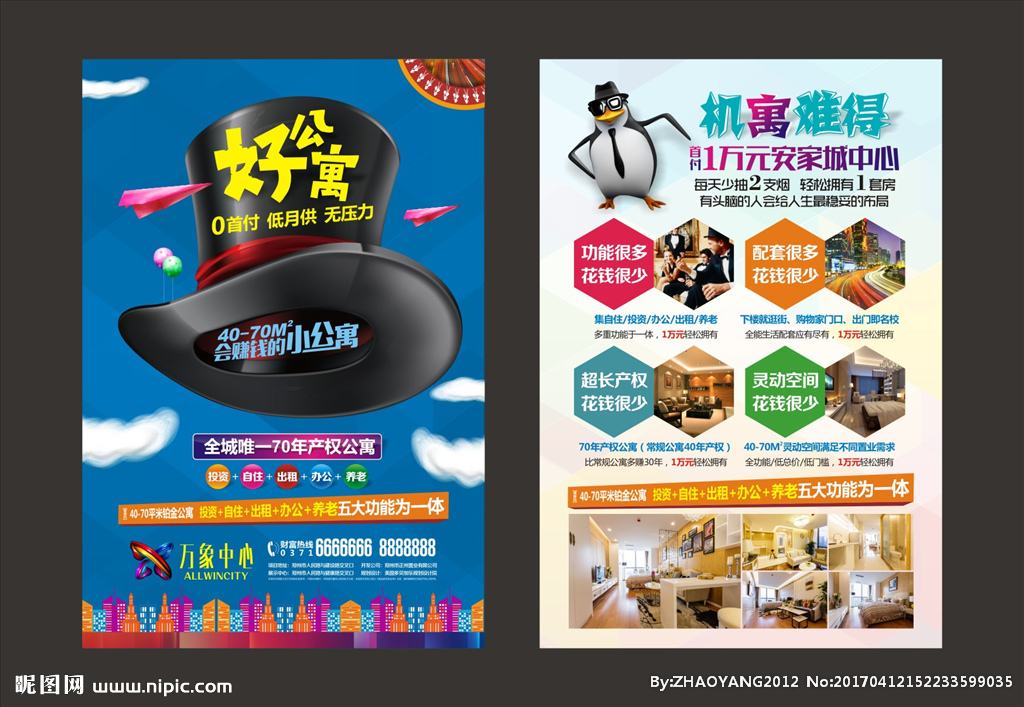 好公寓
0首付 低月供 无压力
40-70M²
会赚钱的小公寓
全城唯一70年产权公寓
投资+自住+出租+办公+养老
40-70平米铂金公寓 投资+自住+出租+办公+养老五大功能为一体
万象中心
ALLWINCITY
财富热线
0371 6666666 8888888
机寓难得
首付1万元安家城中心
每天少抽2支烟 轻松拥有1套房
有头脑的人会给人生最稳妥的布局
功能很多
花钱很少
配套很多
花钱很少
集自住/投资/办公/出租/养老
多重功能于一体，1万元轻松拥有
下楼就逛街、购物家门口、出门即名校
全能生活配套应有尽有，1万元轻松拥有
超长产权
花钱很少
灵动空间
花钱很少
70年产权公寓（常规公寓40年产权）
比常规公寓多赚30年，1万元轻松拥有
40-70M²灵动空间满足不同置业需求
全功能/低总价/低门槛，1万元轻松拥有
40-70平米铂金公寓 投资+自住+出租+办公+养老五大功能为一体
昵图网 www.nipic.com
By:ZHAOYANG2012 No:20170412152233599035